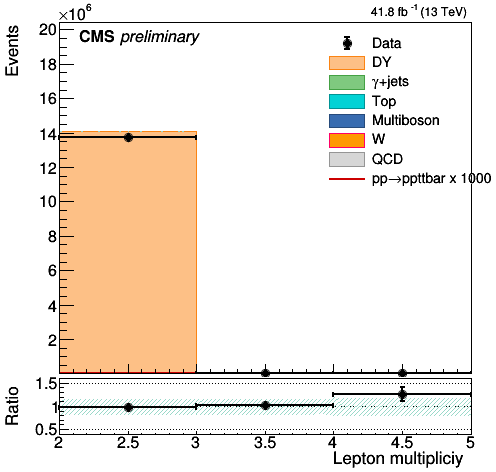 ×10⁶
41.8 fb ⁻¹ (13 TeV)
CMS preliminary
Events
20
18
16
14
12
10
8
6
4
2
Data
DY
γ+jets
Top
Multiboson
W
QCD
pp→ppttbar x 1000
Ratio
1.5
1
0.5
2 2.5 3 3.5 4 4.5 5
Lepton multipliciy